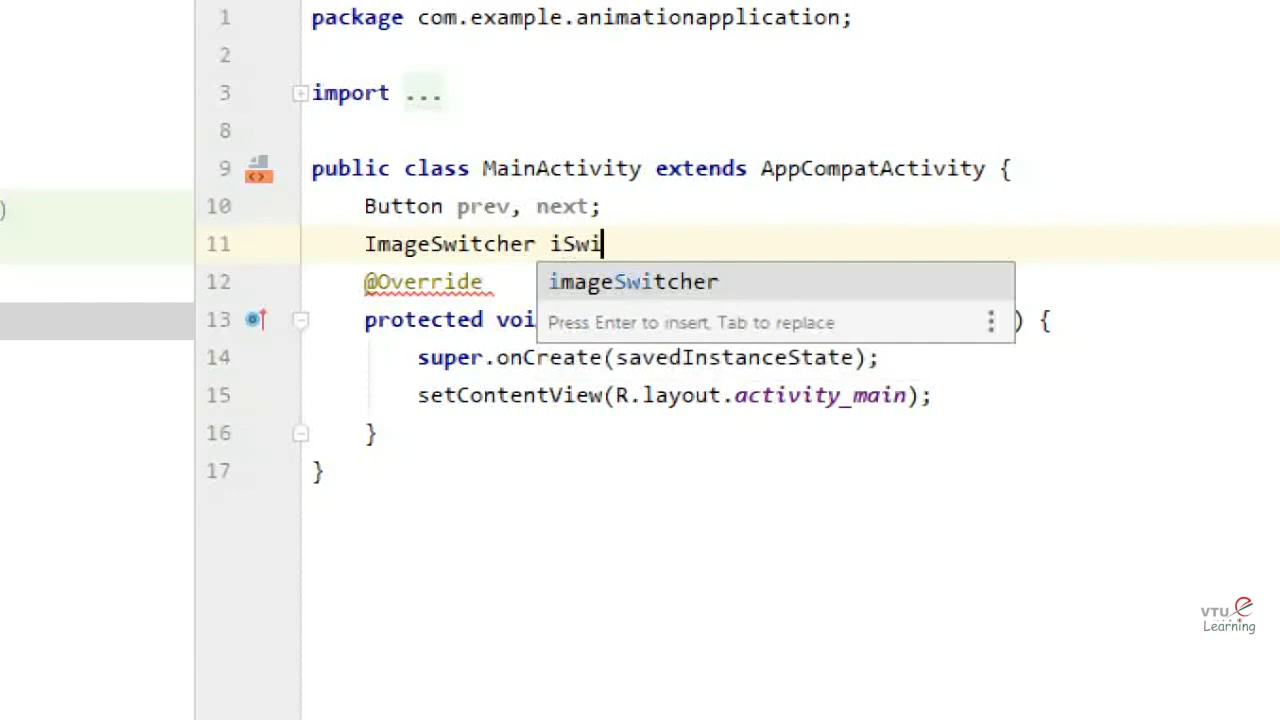 1 package com.example.animationapplication;
2
3 import ...
8
9 public class MainActivity extends AppCompatActivity {
10 Button prev, next;
11 ImageSwitcher iSwi
imageSwitcher
12 @Override
Press Enter to insert, Tab to replace
13 protected voi ) {
14 super.onCreate(savedInstanceState);
15 setContentView(R.layout.activity_main);
16 }
17 }
)
VTU e
Learning